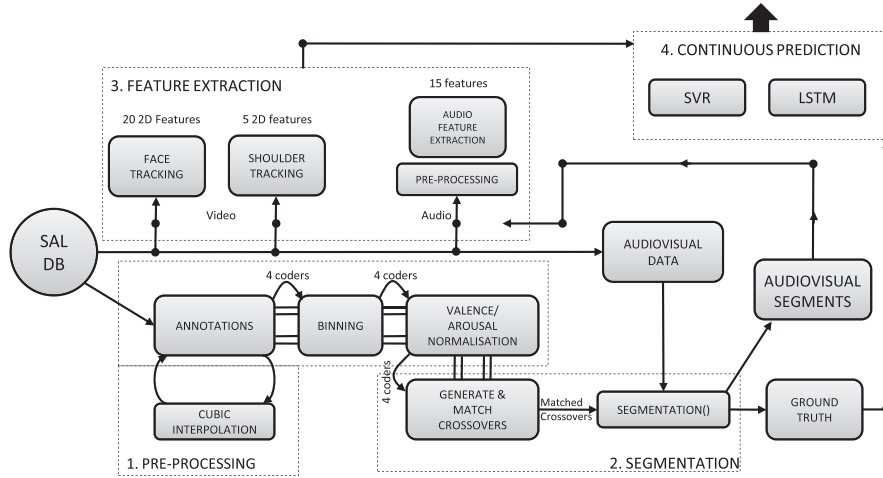 4. CONTINUOUS PREDICTION
SVR
LSTM
3. FEATURE EXTRACTION
15 features
20 2D Features
5 2D features
AUDIO
FEATURE
EXTRACTION
FACE
TRACKING
SHOULDER
TRACKING
PRE-PROCESSING
Video
Audio
SAL
DB
AUDIOVISUAL
DATA
AUDIOVISUAL
SEGMENTS
4 coders
4 coders
ANNOTATIONS
BINNING
VALENCE/
AROUSAL
NORMALISATION
4 coders
CUBIC
INTERPOLATION
GENERATE &
MATCH
CROSSOVERS
Matched
Crossovers
SEGMENTATION()
GROUND
TRUTH
1. PRE-PROCESSING
2. SEGMENTATION